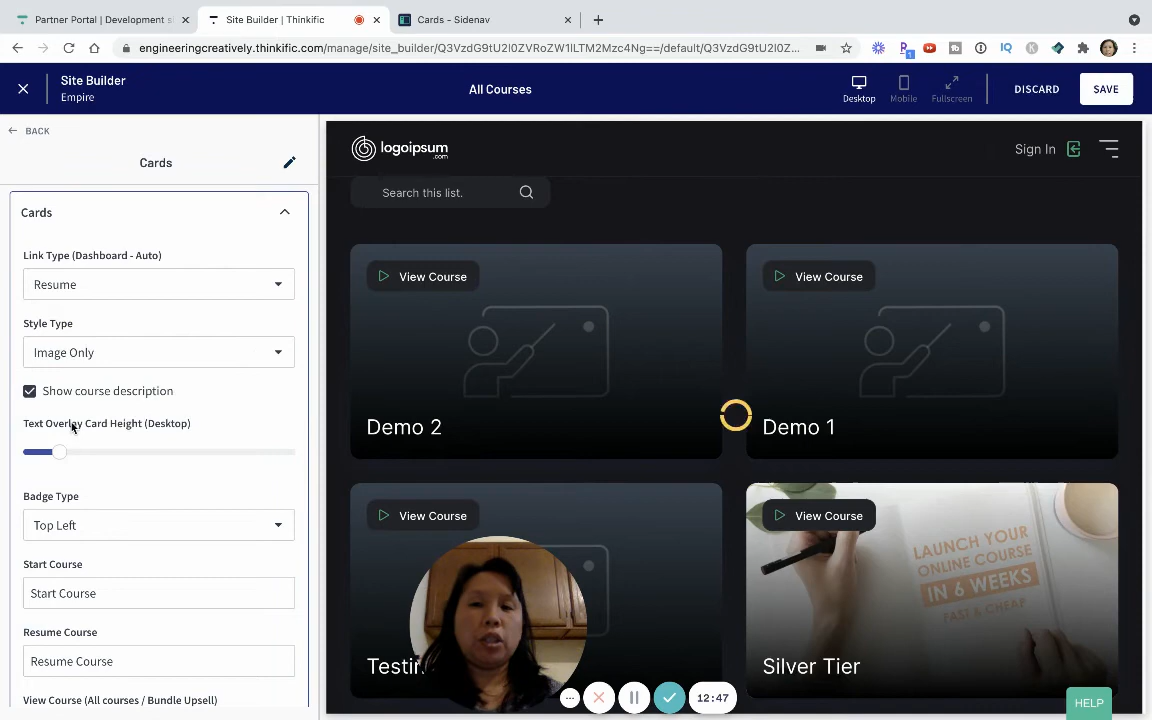 Partner Portal | Development s
Site Builder | Thinkific
Cards - Sidenav
engineeringcreatively.thinkific.com/manage/site_builder/Q3VzdG9tU2l0ZVRoZW1lLTM2Mzc4Ng==/default/Q3VzdG9tU2l0Z...
Site Builder
Empire
All Courses
Desktop
Mobile
Fullscreen
DISCARD
SAVE
BACK
Cards
Cards
Link Type (Dashboard - Auto)
Resume
Style Type
Image Only
Show course description
Text Overlay Card Height (Desktop)
Badge Type
Top Left
Start Course
Start Course
Resume Course
Resume Course
View Course (All courses / Bundle Upsell)
logoipsum
.com
Sign In
Search this list.
View Course
Demo 2
View Course
Demo 1
View Course
Testin
View Course
LAUNCH YOUR
ONLINE COURSE
IN 6 WEEKS
FAST & CHEAP
Silver Tier
12:47
HELP